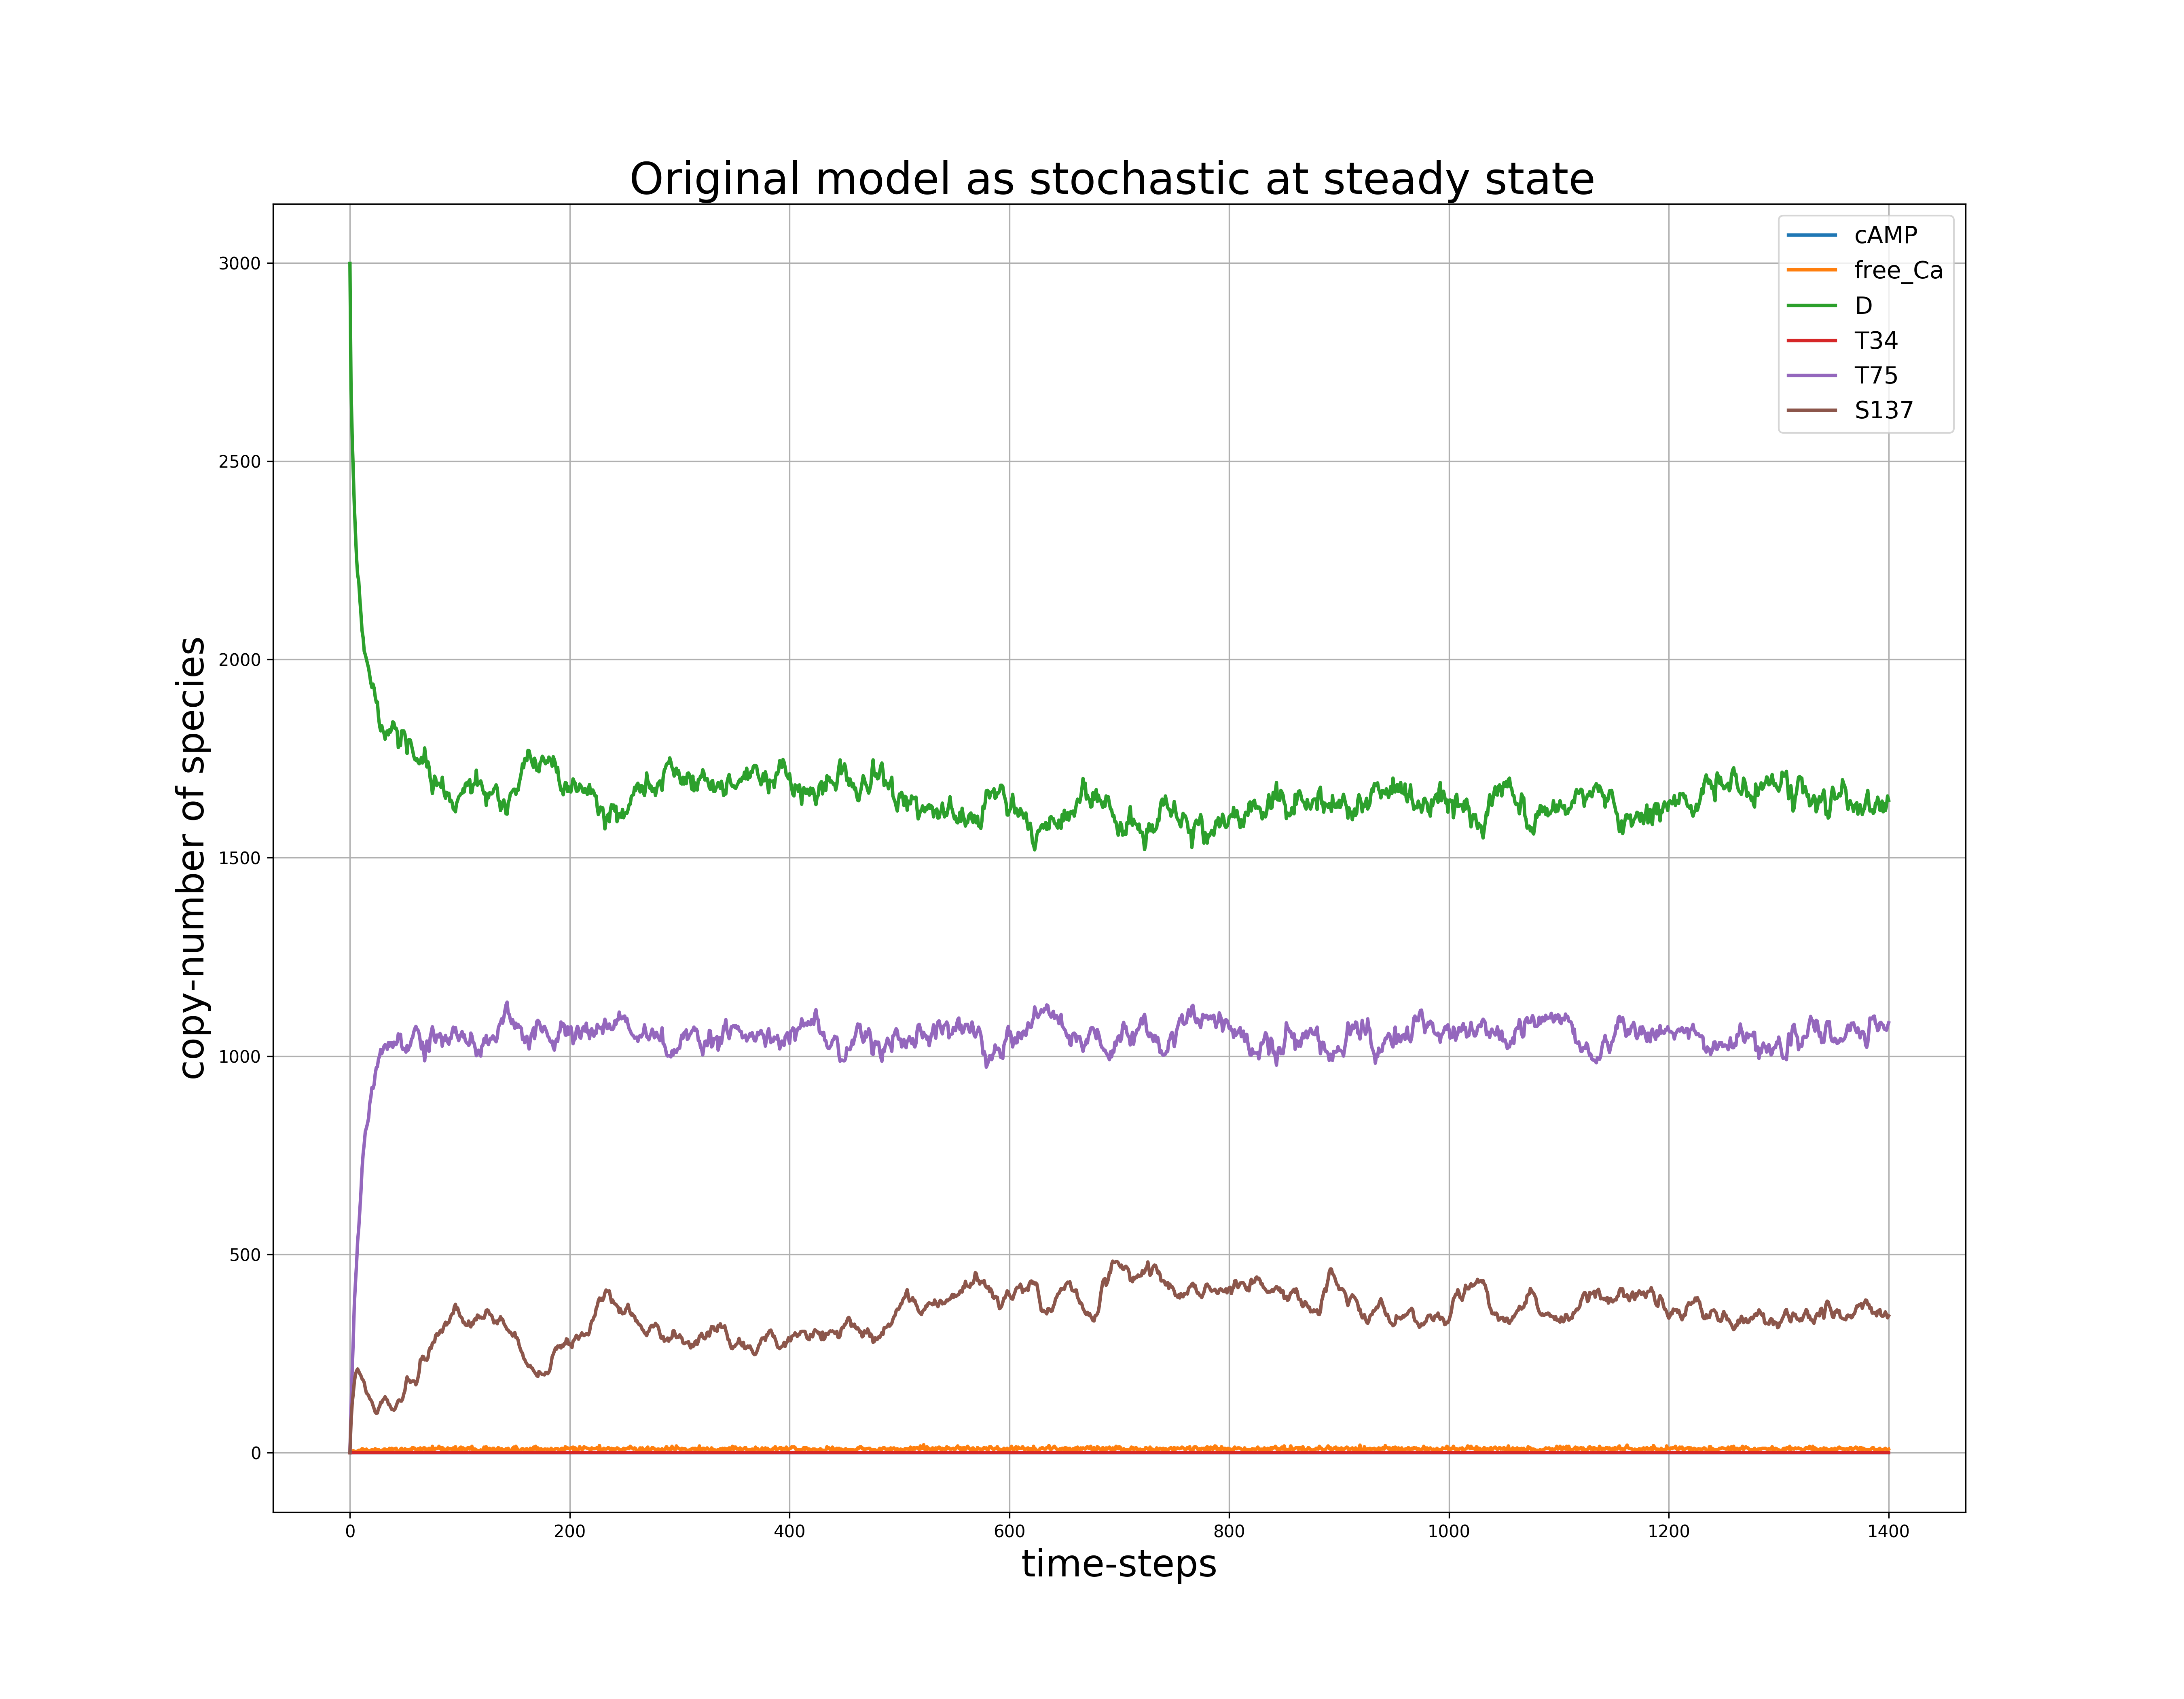 Original model as stochastic at steady state
cAMP
free_Ca
D
T34
T75
S137
copy-number of species
3000
2500
2000
1500
1000
500
0
0 200 400 600 800 1000 1200 1400
time-steps